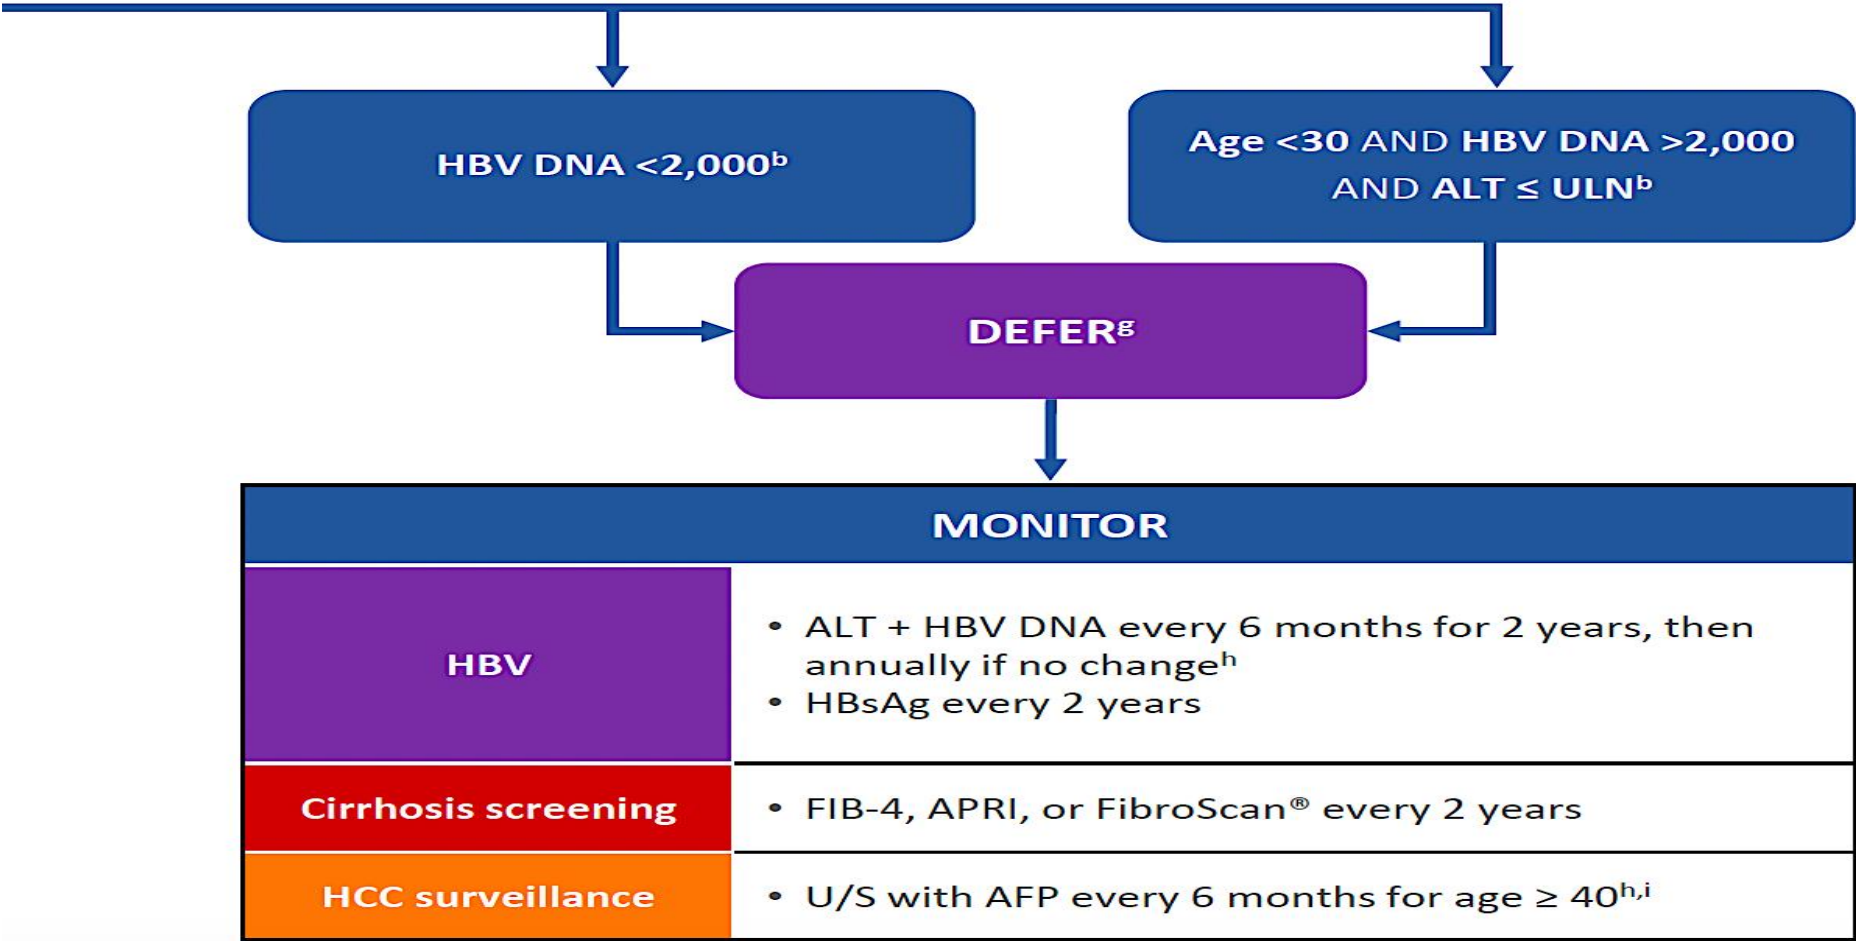 HBV DNA <2,000ᵇ
Age <30 AND HBV DNA >2,000
AND ALT ≤ ULNᵇ
DEFERᵍ
MONITOR
HBV
• ALT + HBV DNA every 6 months for 2 years, then
annually if no changeʰ
• HBsAg every 2 years
Cirrhosis screening
• FIB-4, APRI, or FibroScan® every 2 years
HCC surveillance
• U/S with AFP every 6 months for age ≥ 40ʰ,ⁱ